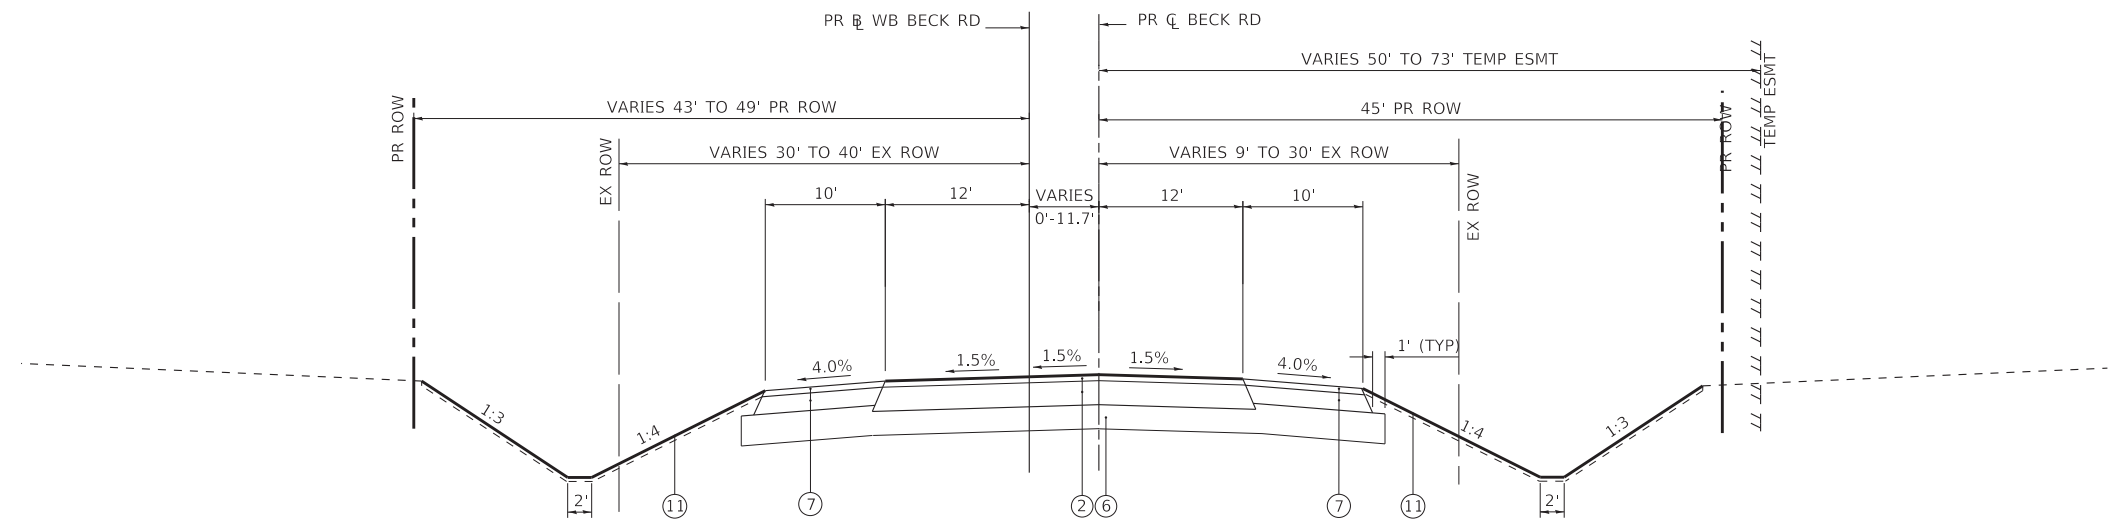 PR ⅊ WB BECK RD
PR ℄ BECK RD
VARIES 50' TO 73' TEMP ESMT
TEMP ESMT
PR ROW
VARIES 43' TO 49' PR ROW
45' PR ROW
PR ROW
EX ROW
VARIES 30' TO 40' EX ROW
VARIES 9' TO 30' EX ROW
EX ROW
10'
12'
VARIES
0'-11.7'
12'
10'
1' (TYP)
4.0%
1.5%
1.5%
1.5%
4.0%
1:3
1:4
1:4
1:3
2'
11
7
2
6
7
11
2'